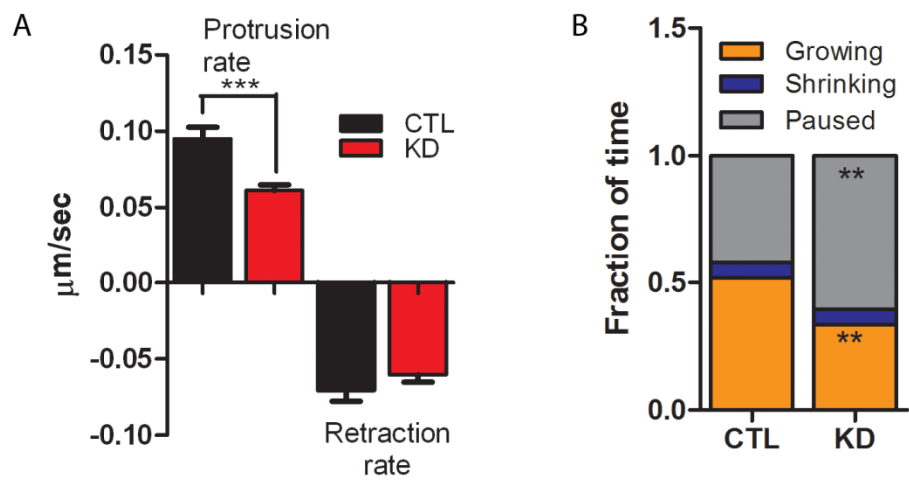 A
Protrusion
rate
***
CTL
KD
μm/sec
0.15
0.10
0.05
0.00
-0.05
-0.10
Retraction
rate
B
Growing
Shrinking
Paused
Fraction of time
1.5
1.0
0.5
0.0
**
**
CTL
KD